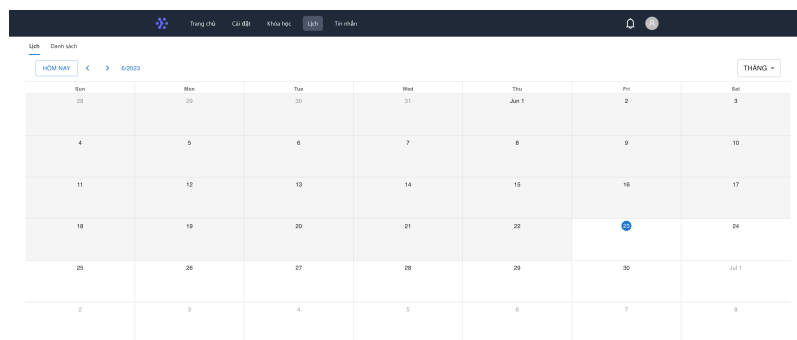 Trang chủ Cài đặt Khóa học Lịch Tin nhắn
Lịch Danh sách
HÔM NAY 6/2023 THÁNG
Sun Mon Tue Wed Thu Fri Sat
28 29 30 31 Jun 1 2 3
4 5 6 7 8 9 10
11 12 13 14 15 16 17
18 19 20 21 22 23 24
25 26 27 28 29 30 Jul 1
2 3 4 5 6 7 8